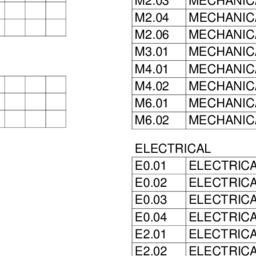 M2.03 MECHANICA
M2.04 MECHANICA
M2.06 MECHANICA
M3.01 MECHANICA
M4.01 MECHANICA
M4.02 MECHANICA
M6.01 MECHANICA
M6.02 MECHANICA
ELECTRICAL
E0.01 ELECTRICA
E0.02 ELECTRICA
E0.03 ELECTRICA
E0.04 ELECTRICA
E2.01 ELECTRICA
E2.02 ELECTRICA